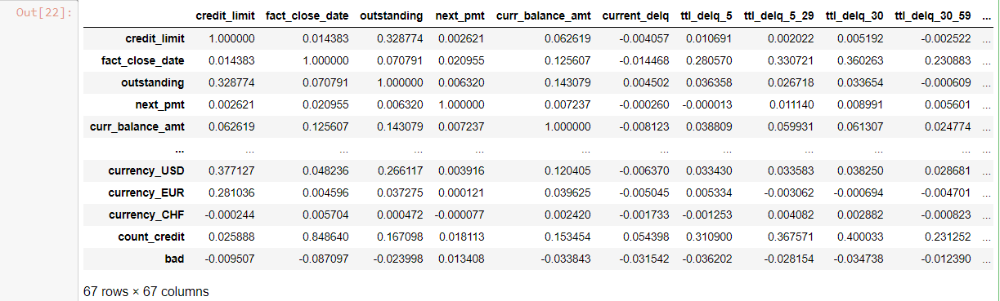 Out[22]:
credit_limit fact_close_date outstanding next_pmt curr_balance_amt current_delq ttl_delq_5 ttl_delq_5_29 ttl_delq_30 ttl_delq_30_59 ...
credit_limit 1.000000 0.014383 0.328774 0.002621 0.062619 -0.004057 0.010691 0.002022 0.005192 -0.002522 ...
fact_close_date 0.014383 1.000000 0.070791 0.020955 0.125607 -0.014468 0.280570 0.330721 0.360263 0.230883 ...
outstanding 0.328774 0.070791 1.000000 0.006320 0.143079 0.004502 0.036358 0.026718 0.033654 -0.000609 ...
next_pmt 0.002621 0.020955 0.006320 1.000000 0.007237 -0.000260 -0.000013 0.011140 0.008991 0.005601 ...
curr_balance_amt 0.062619 0.125607 0.143079 0.007237 1.000000 -0.008123 0.038809 0.059931 0.061307 0.024774 ...
... ... ... ... ... ... ... ... ... ... ... ...
currency_USD 0.377127 0.048236 0.266117 0.003916 0.120405 -0.006370 0.033430 0.033583 0.038250 0.028681 ...
currency_EUR 0.281036 0.004596 0.037275 0.000121 0.039625 -0.005045 0.005334 -0.003062 -0.000694 -0.004701 ...
currency_CHF -0.000244 0.005704 0.000472 -0.000077 0.002420 -0.001733 -0.001253 0.004082 0.002882 -0.000823 ...
count_credit 0.025888 0.848640 0.167098 0.018113 0.153454 0.054398 0.310900 0.367571 0.400033 0.231252 ...
bad -0.009507 -0.087097 -0.023998 0.013408 -0.033843 -0.031542 -0.036202 -0.028154 -0.034738 -0.012390 ...
67 rows × 67 columns